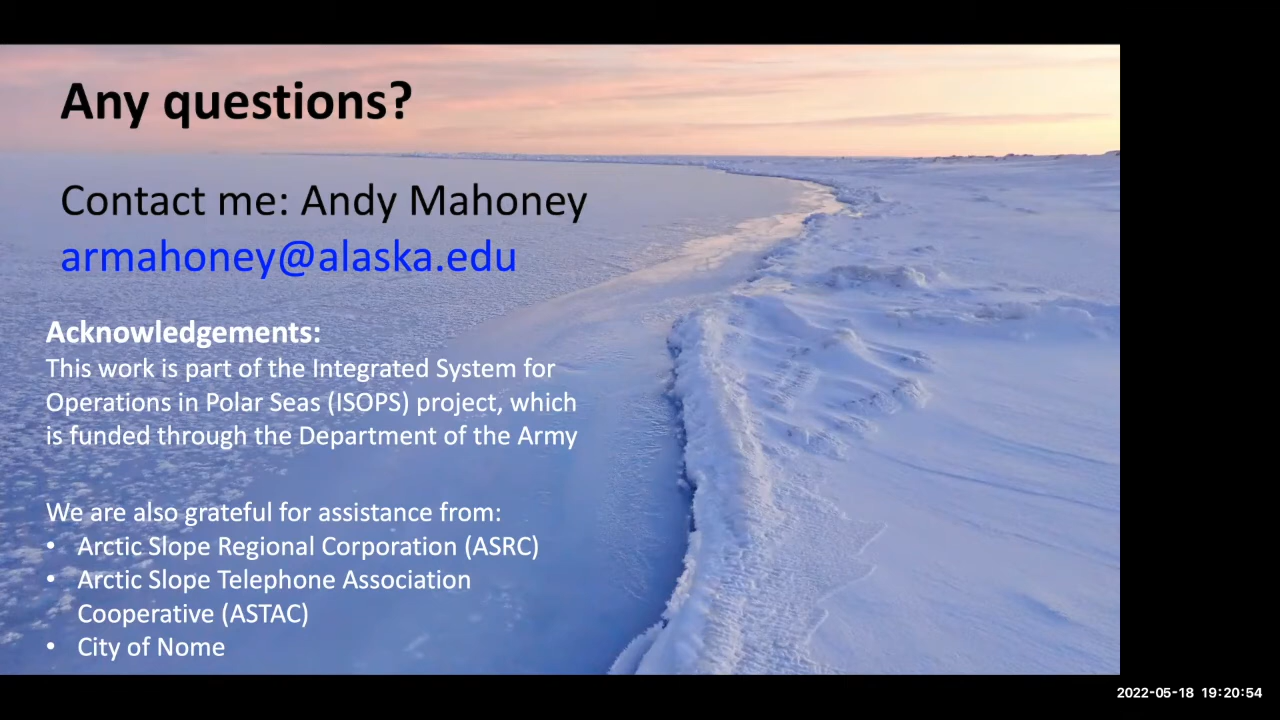 Any questions?
Contact me: Andy Mahoney
armahoney@alaska.edu
Acknowledgements:
This work is part of the Integrated System for
Operations in Polar Seas (ISOPS) project, which
is funded through the Department of the Army
We are also grateful for assistance from:
• Arctic Slope Regional Corporation (ASRC)
• Arctic Slope Telephone Association
Cooperative (ASTAC)
• City of Nome
2022-05-18 19:20:54